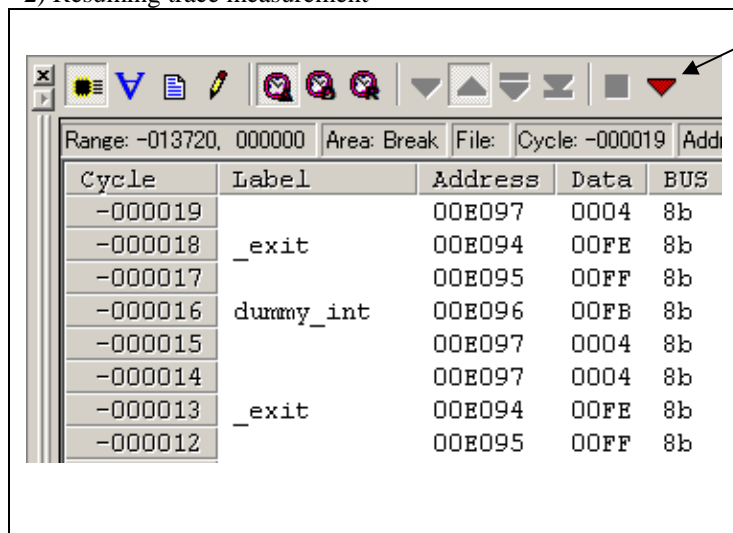 2) Resuming trace measurement
Range: -013720, 000000 Area: Break File: Cycle: -000019
Cycle Label Address Data BUS
-000019 00E097 0004 8b
-000018 _exit 00E094 00FE 8b
-000017 00E095 00FF 8b
-000016 dummy_int 00E096 00FB 8b
-000015 00E097 0004 8b
-000014 00E097 0004 8b
-000013 _exit 00E094 00FE 8b
-000012 00E095 00FF 8b